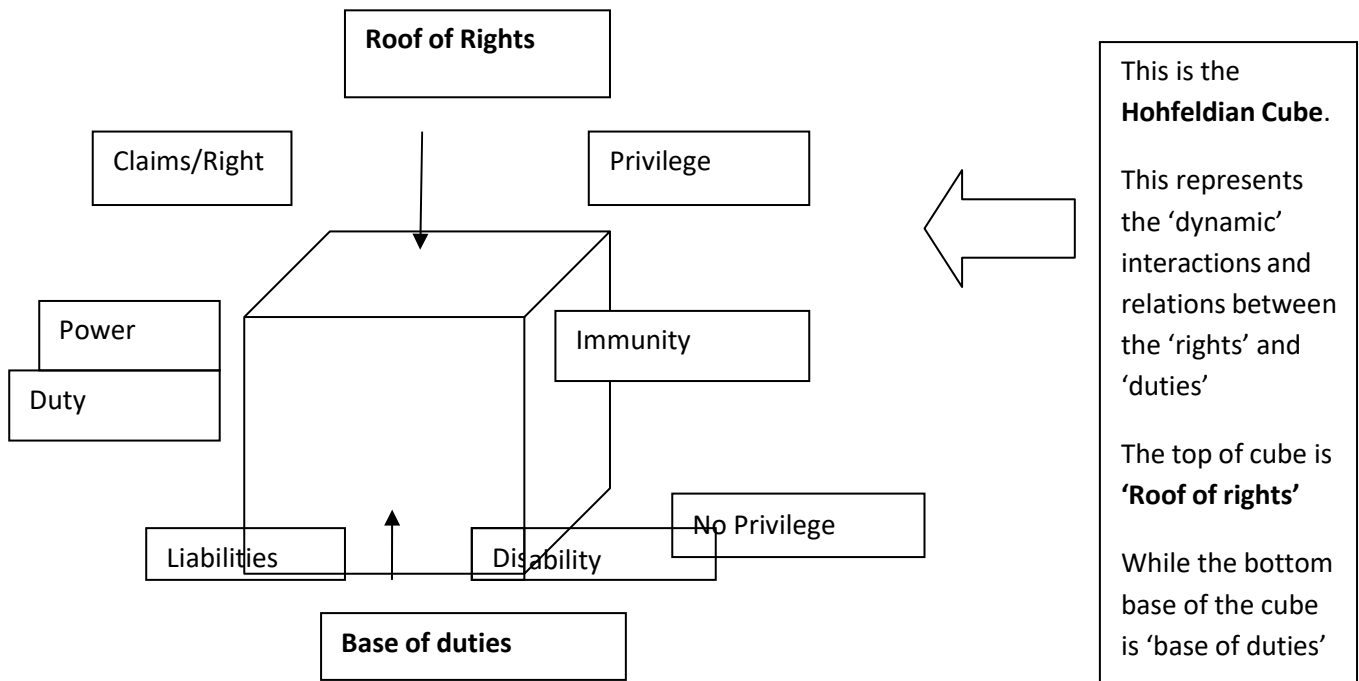 Roof of Rights
Claims/Right
Privilege
Power
Immunity
Duty
No Privilege
Liabilities
Disability
Base of duties
This is the
Hohfeldian Cube.
This represents
the ‘dynamic’
interactions and
relations between
the ‘rights’ and
‘duties’
The top of cube is
‘Roof of rights’
While the bottom
base of the cube
is ‘base of duties’